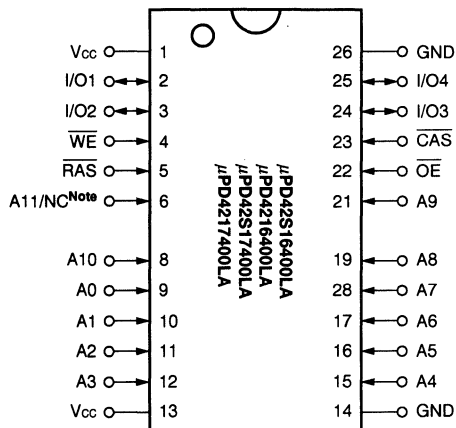 Vcc 1 26 GND
I/O1 2 25 I/O4
I/O2 3 24 I/O3
WE 4 23 CAS
RAS 5 22 OE
A11/NCNote 6 21 A9
A10 8 19 A8
A0 9 28 A7
A1 10 17 A6
A2 11 16 A5
A3 12 15 A4
Vcc 13 14 GND
μPD42S16400LA
μPD4216400LA
μPD42S17400LA
μPD4217400LA